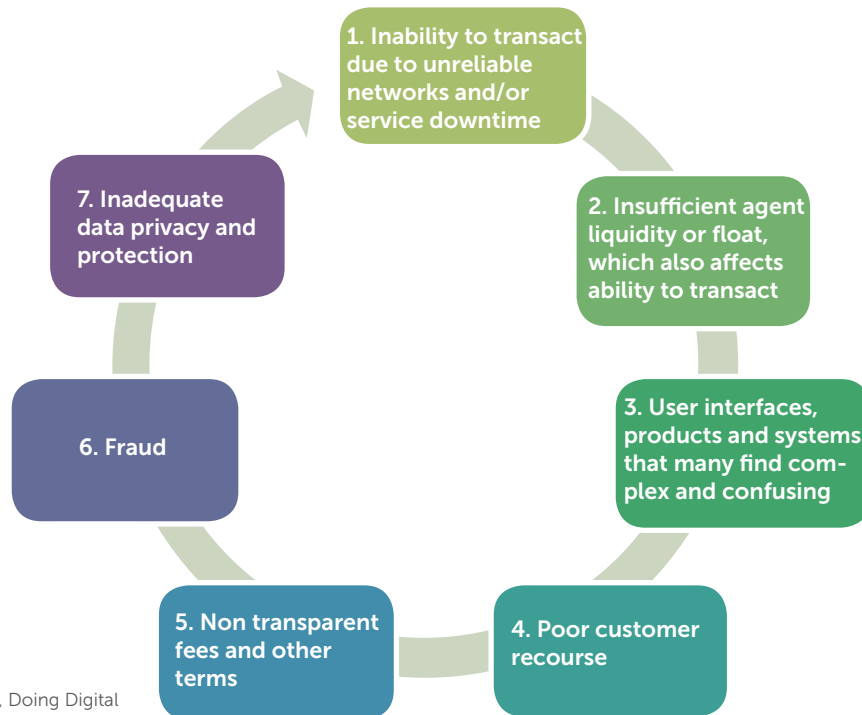 1. Inability to transact
due to unreliable
networks and/or
service downtime
2. Insufficient agent
liquidity or float,
which also affects
ability to transact
3. User interfaces,
products and systems
that many find com-
plex and confusing
4. Poor customer
recourse
5. Non transparent
fees and other
terms
6. Fraud
7. Inadequate
data privacy and
protection
, Doing Digital